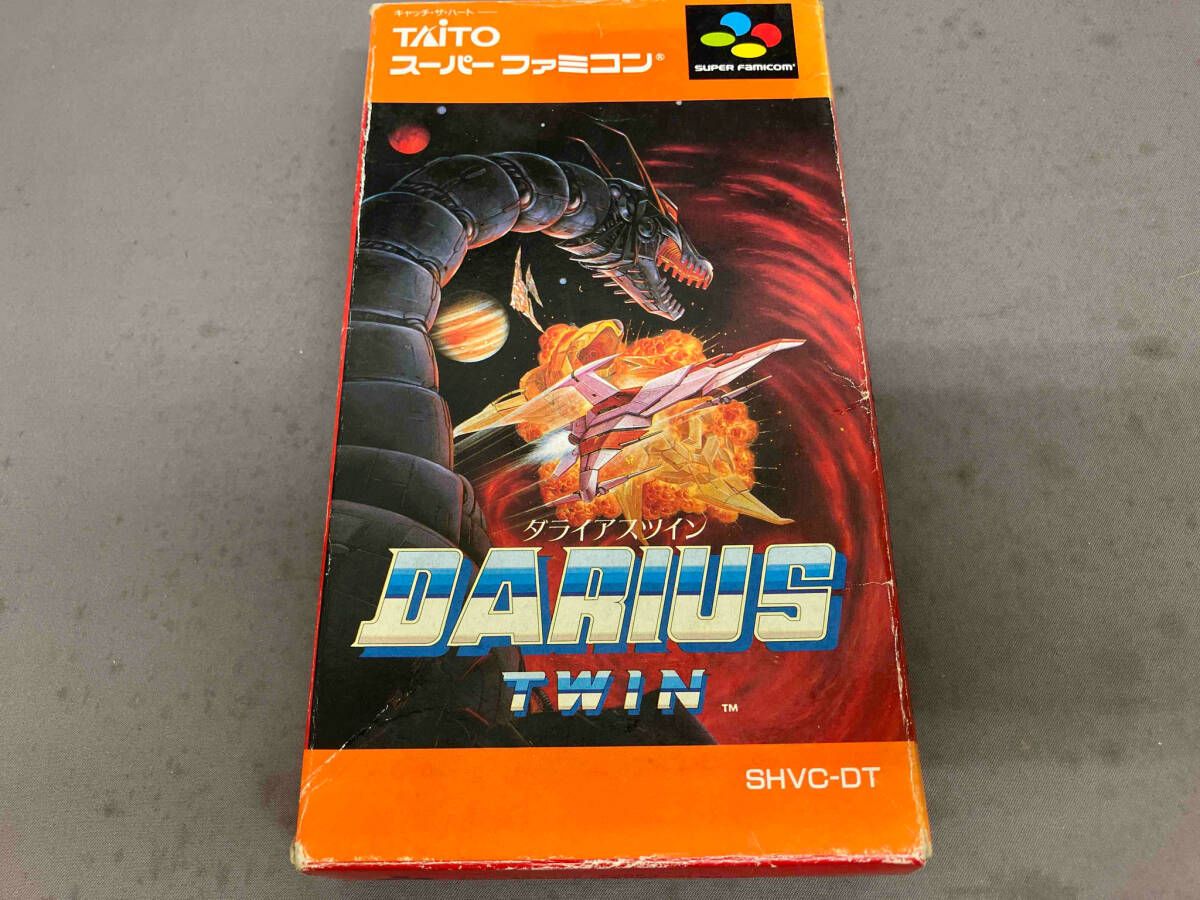 キャッチ・ザ・ハート
TAITO
スーパーファミコン®
SUPER FAMICOM
ダライアスツイン
DARIUS
TWIN ™
SHVC-DT